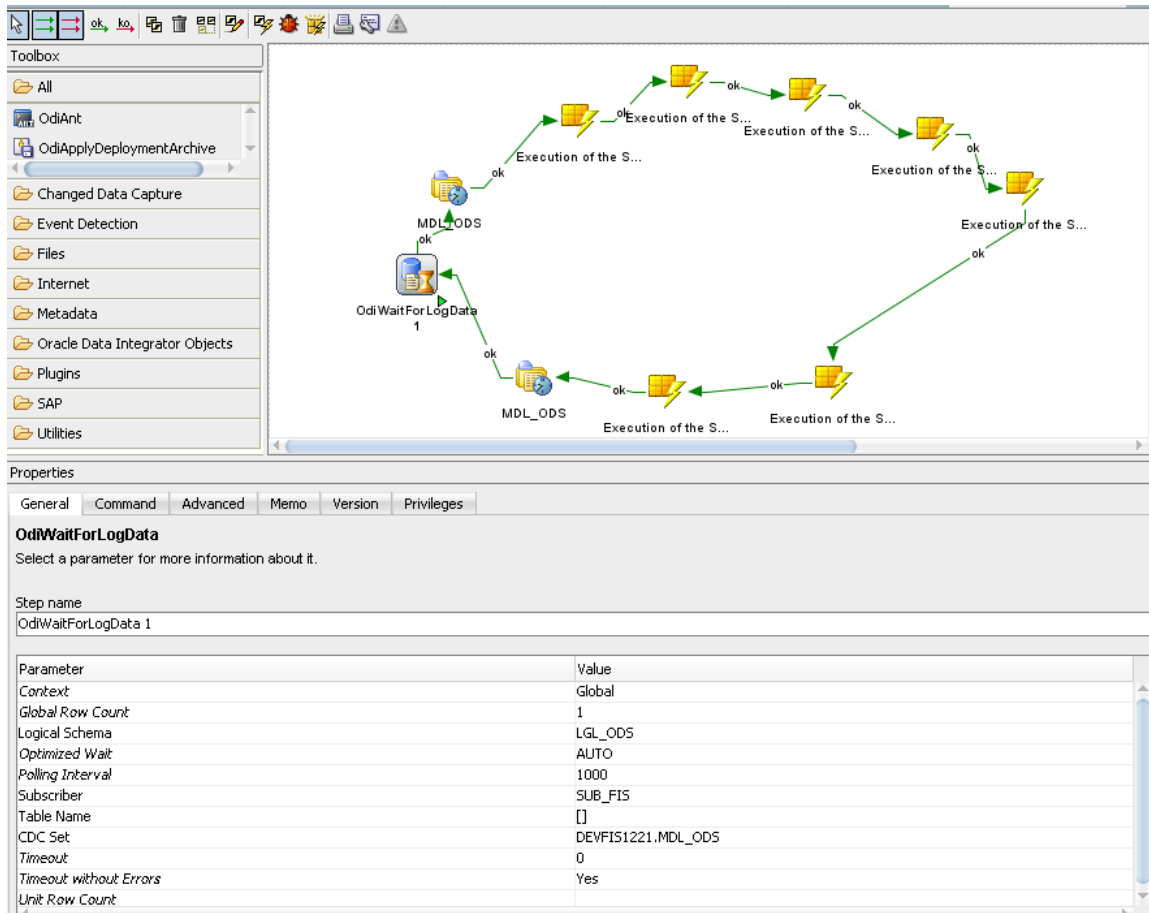 ok ko
Toolbox
All
OdiAnt
OdiApplyDeploymentArchive
Changed Data Capture
Event Detection
Files
Internet
Metadata
Oracle Data Integrator Objects
Plugins
SAP
Utilities
ok
ok
Execution of the S...
ok
Execution of the S...
ok
Execution of the S...
ok
Execution of the S...
ok
MDL_ODS
Execution of the S...
ok
ok
OdiWaitForLogData
1
ok
MDL_ODS
ok
Execution of the S...
ok
Execution of the S...
Properties
General Command Advanced Memo Version Privileges
OdiWaitForLogData
Select a parameter for more information about it.
Step name
OdiWaitForLogData 1
Parameter Value
Context Global
Global Row Count 1
Logical Schema LGL_ODS
Optimized Wait AUTO
Polling Interval 1000
Subscriber SUB_FIS
Table Name []
CDC Set DEVFIS1221.MDL_ODS
Timeout 0
Timeout without Errors Yes
Unit Row Count